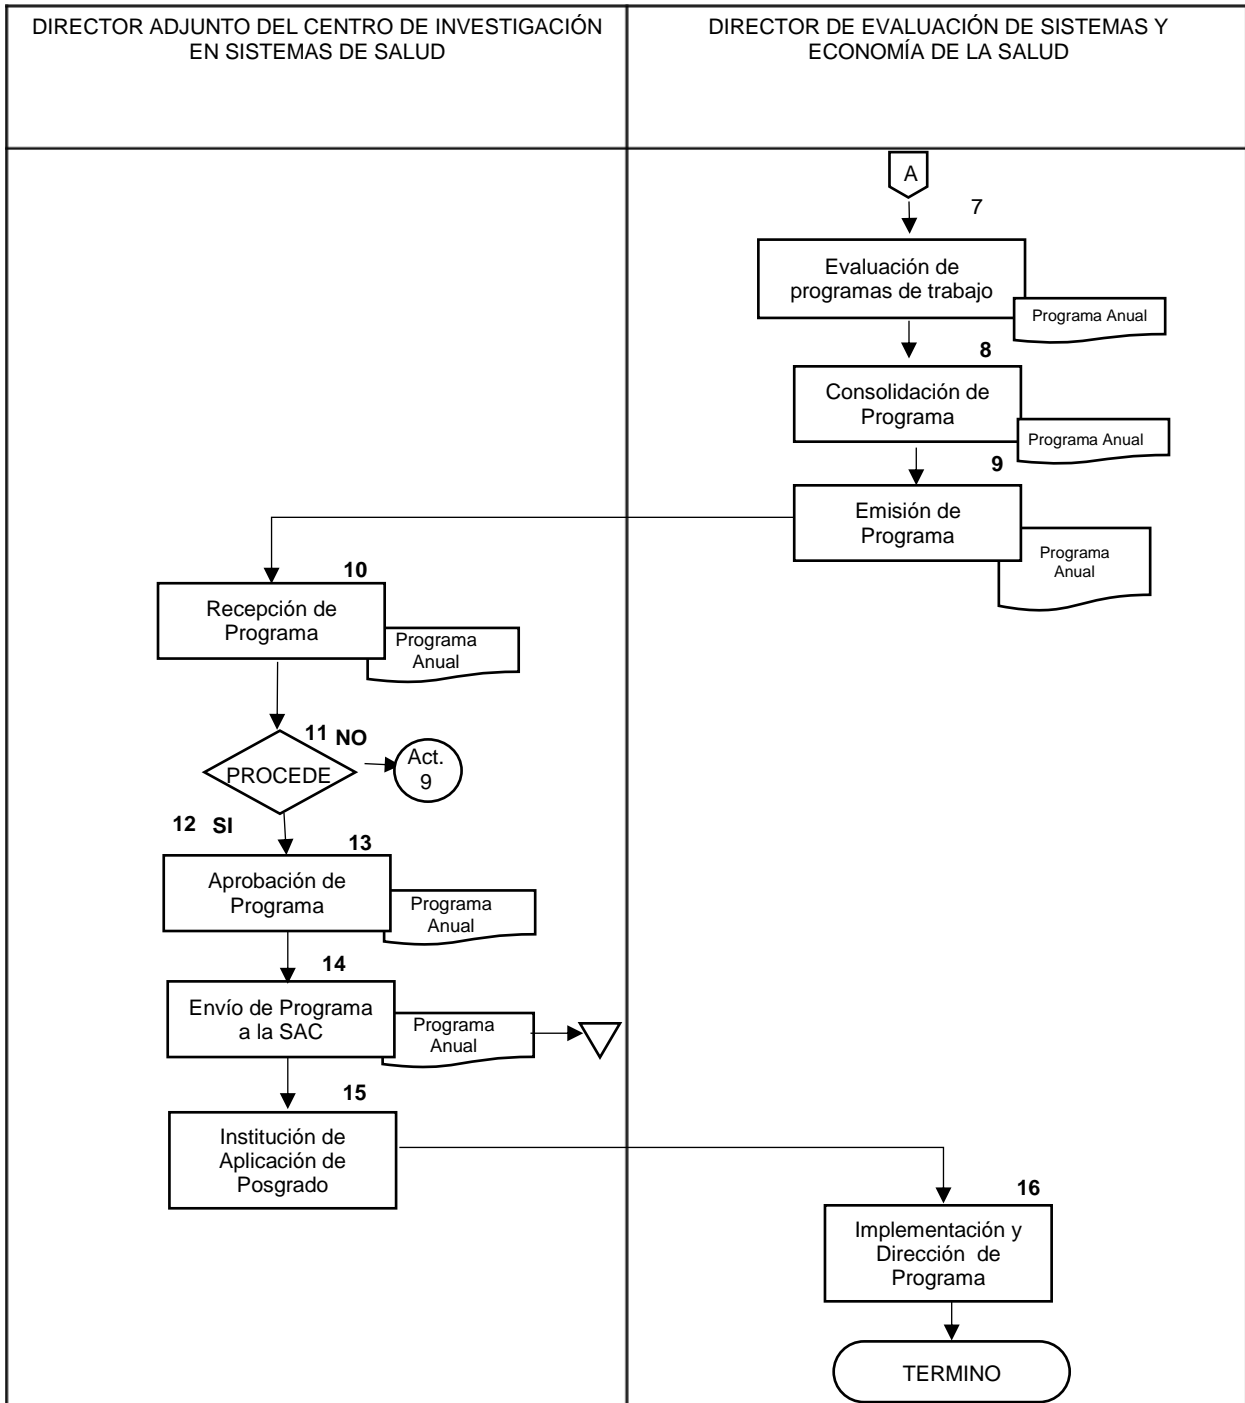 DIRECTOR ADJUNTO DEL CENTRO DE INVESTIGACIÓN
EN SISTEMAS DE SALUD
DIRECTOR DE EVALUACIÓN DE SISTEMAS Y
ECONOMÍA DE LA SALUD
A
7
Evaluación de
programas de trabajo
Programa Anual
8
Consolidación de
Programa
Programa Anual
9
Emisión de
Programa
Programa
Anual
10
Recepción de
Programa
Programa
Anual
11 NO
PROCEDE
Act.
9
12 SI
13
Aprobación de
Programa
Programa
Anual
14
Envío de Programa
a la SAC
Programa
Anual
15
Institución de
Aplicación de
Posgrado
16
Implementación y
Dirección de
Programa
TERMINO